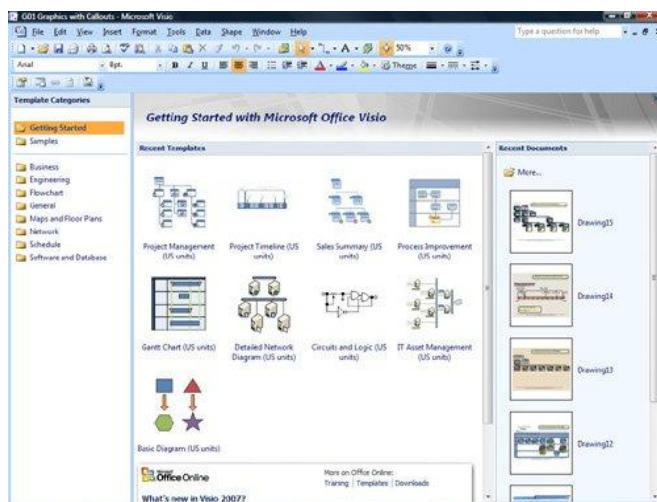 G01 Graphics with Callouts - Microsoft Visio
File Edit View Insert Format Tools Data Shape Window Help
Type a question for help
50%
Arial 8pt. B I U A Theme
Template Categories
Getting Started
Samples
Business
Engineering
Flowchart
General
Maps and Floor Plans
Network
Schedule
Software and Database
Getting Started with Microsoft Office Visio
Recent Templates
Project Management (US units)
Project Timeline (US units)
Sales Summary (US units)
Process Improvement (US units)
Gantt Chart (US units)
Detailed Network Diagram (US units)
Circuits and Logic (US units)
IT Asset Management (US units)
Basic Diagram (US units)
Microsoft Office Online
What's new in Visio 2007?
More on Office Online:
Training | Templates | Downloads
Recent Documents
More...
Drawing15
Drawing14
Drawing13
Drawing12